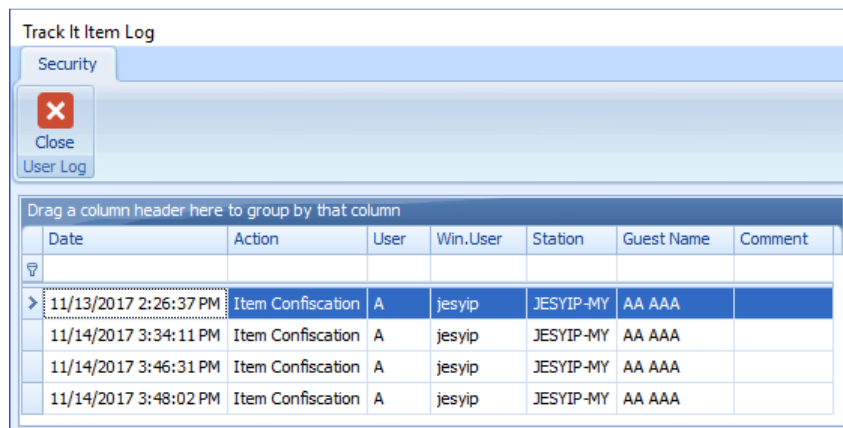 Track It Item Log
Security
Close
User Log
Drag a column header here to group by that column
Date Action User Win.User Station Guest Name Comment
11/13/2017 2:26:37 PM Item Confiscation A jesyip JESYIP-MY AA AAA
11/14/2017 3:34:11 PM Item Confiscation A jesyip JESYIP-MY AA AAA
11/14/2017 3:46:31 PM Item Confiscation A jesyip JESYIP-MY AA AAA
11/14/2017 3:48:02 PM Item Confiscation A jesyip JESYIP-MY AA AAA